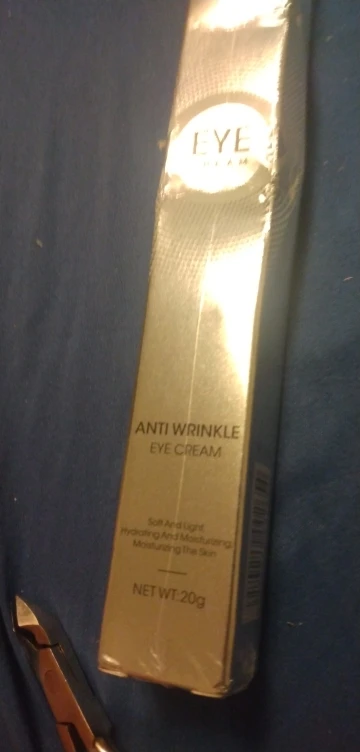 EYE
ANTI WRINKLE
EYE CREAM
Soft And Light,
Hydrating And Moisturizing,
Moisturizing The Skin
NET WT:20g